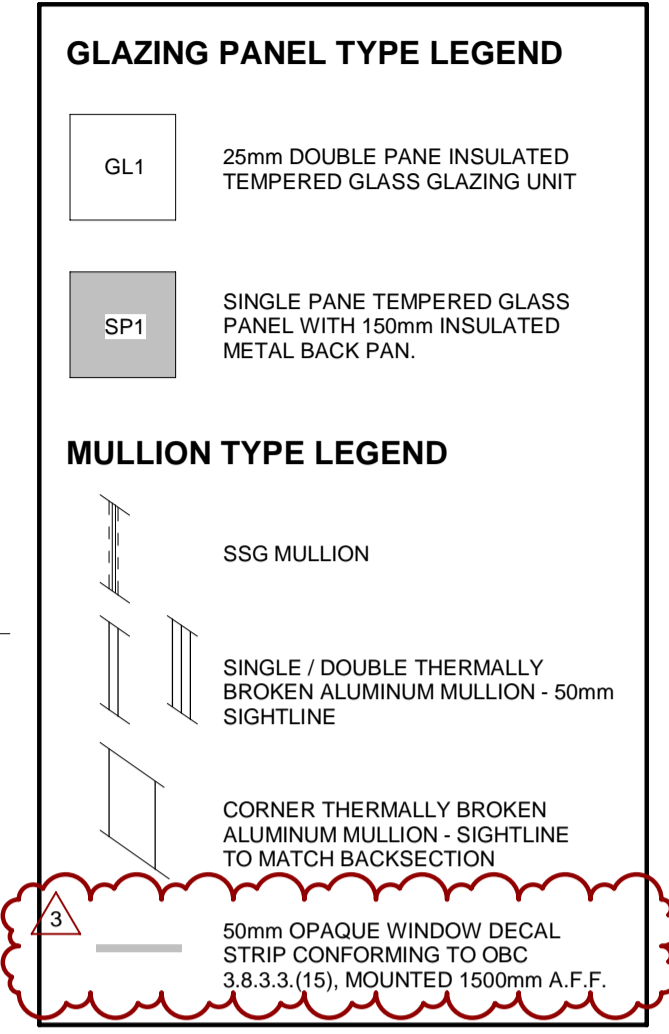 GLAZING PANEL TYPE LEGEND
GL1
25mm DOUBLE PANE INSULATED
TEMPERED GLASS GLAZING UNIT
SP1
SINGLE PANE TEMPERED GLASS
PANEL WITH 150mm INSULATED
METAL BACK PAN.
MULLION TYPE LEGEND
SSG MULLION
SINGLE / DOUBLE THERMALLY
BROKEN ALUMINUM MULLION - 50mm
SIGHTLINE
CORNER THERMALLY BROKEN
ALUMINUM MULLION - SIGHTLINE
TO MATCH BACKSECTION
3
50mm OPAQUE WINDOW DECAL
STRIP CONFORMING TO OBC
3.8.3.3.(15), MOUNTED 1500mm A.F.F.